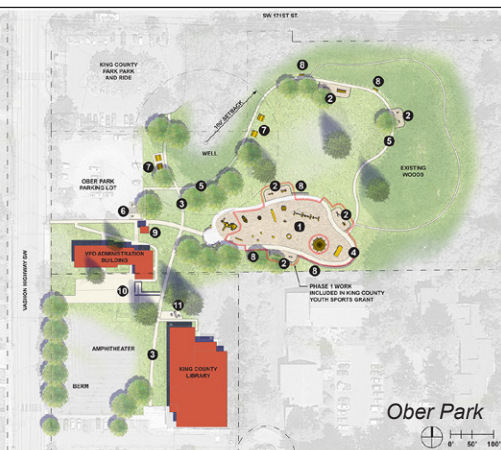 SW 171ST ST.
KING COUNTY
PARK PARK
AND RIDE
8
8
2
2
100' SETBACK
7
5
WELL
7
EXISTING
WOODS
OBER PARK
PARKING LOT
5
3
2
8
6
2
1
9
VPD ADMINISTRATION
BUILDING
8
2
4
8
VASHON HIGHWAY SW
10
PHASE 1 WORK
INCLUDED IN KING COUNTY
YOUTH SPORTS GRANT
11
AMPHITHEATER
3
KING COUNTY
LIBRARY
BERM
Ober Park
0 50' 100'